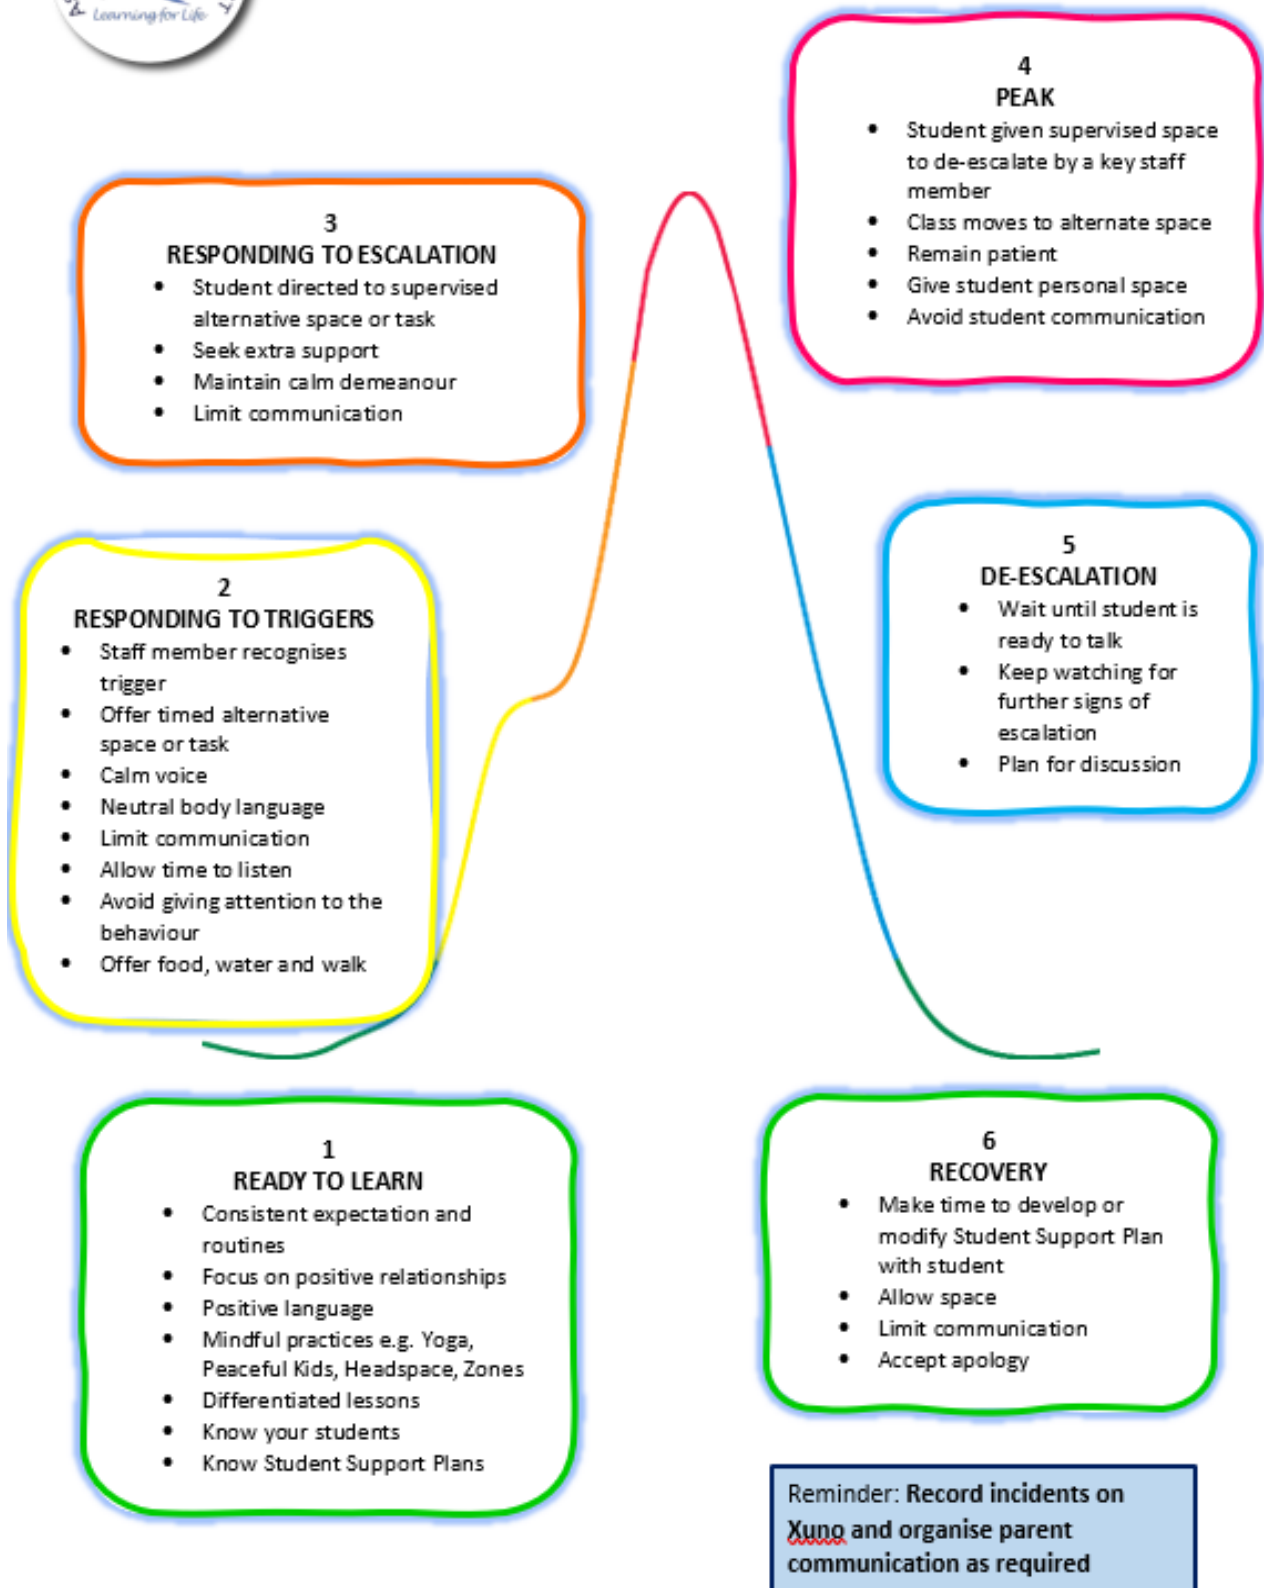 Learning for Life
4
PEAK
• Student given supervised space
to de-escalate by a key staff
member
• Class moves to alternate space
• Remain patient
• Give student personal space
• Avoid student communication
3
RESPONDING TO ESCALATION
• Student directed to supervised
alternative space or task
• Seek extra support
• Maintain calm demeanour
• Limit communication
5
DE-ESCALATION
• Wait until student is
ready to talk
• Keep watching for
further signs of
escalation
• Plan for discussion
2
RESPONDING TO TRIGGERS
• Staff member recognises
trigger
• Offer timed alternative
space or task
• Calm voice
• Neutral body language
• Limit communication
• Allow time to listen
• Avoid giving attention to the
behaviour
• Offer food, water and walk
1
READY TO LEARN
• Consistent expectation and
routines
• Focus on positive relationships
• Positive language
• Mindful practices e.g. Yoga,
Peaceful Kids, Headspace, Zones
• Differentiated lessons
• Know your students
• Know Student Support Plans
6
RECOVERY
• Make time to develop or
modify Student Support Plan
with student
• Allow space
• Limit communication
• Accept apology
Reminder: Record incidents on
Xuno and organise parent
communication as required